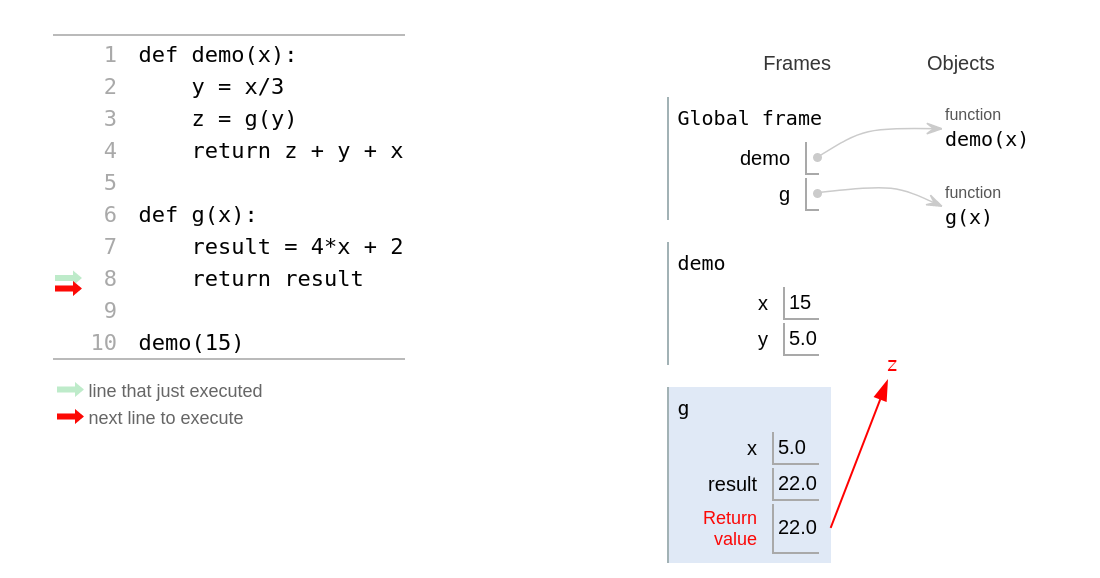 1 def demo(x):
2     y = x/3
3     z = g(y)
4     return z + y + x
5
6 def g(x):
7     result = 4*x + 2
8     return result
9
10 demo(15)
line that just executed
next line to execute
Frames Objects
Global frame
demo
g
function
demo(x)
function
g(x)
demo
x 15
y 5.0
z
g
x 5.0
result 22.0
Return
value 22.0